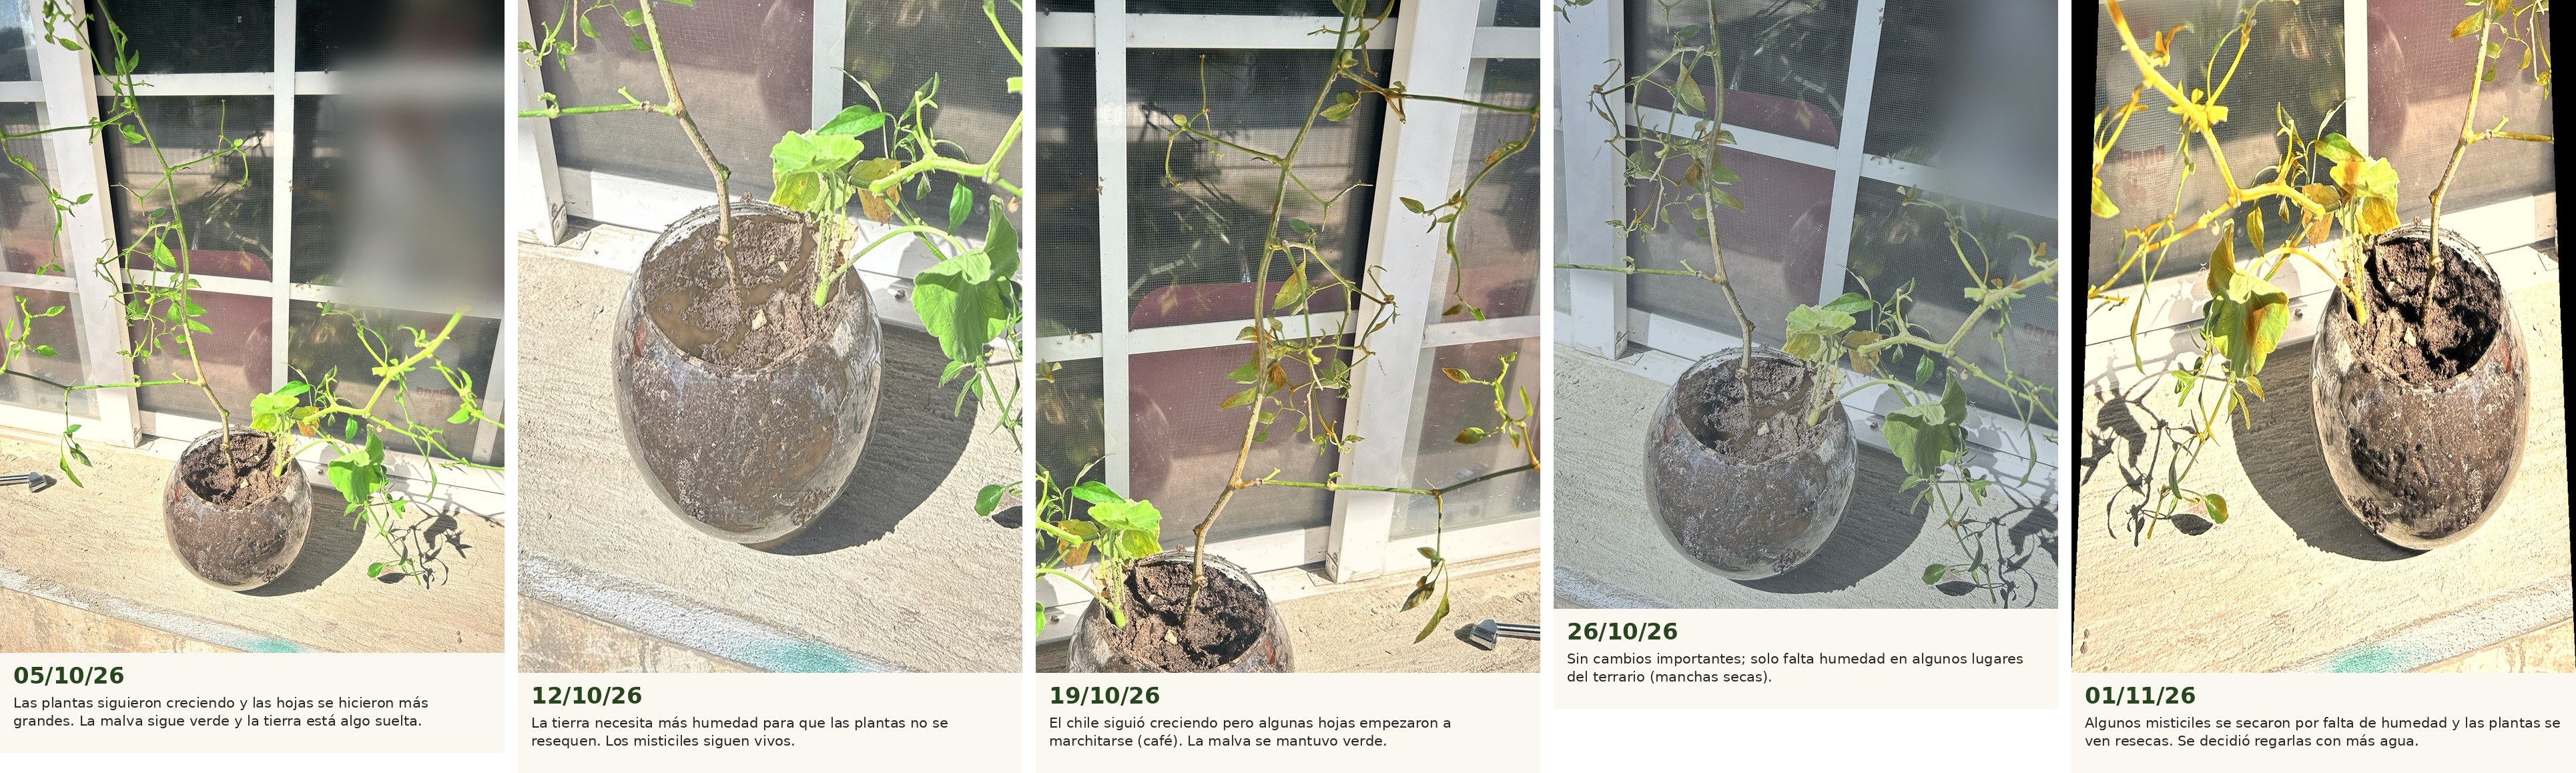 05/10/26
Las plantas siguieron creciendo y las hojas se hicieron más
grandes. La malva sigue verde y la tierra está algo suelta.
12/10/26
La tierra necesita más humedad para que las plantas no se
resequen. Los misticiles siguen vivos.
19/10/26
El chile siguió creciendo pero algunas hojas empezaron a
marchitarse (café). La malva se mantuvo verde.
26/10/26
Sin cambios importantes; solo falta humedad en algunos lugares
del terrario (manchas secas).
01/11/26
Algunos misticiles se secaron por falta de humedad y las plantas se
ven resecas. Se decidió regarlas con más agua.